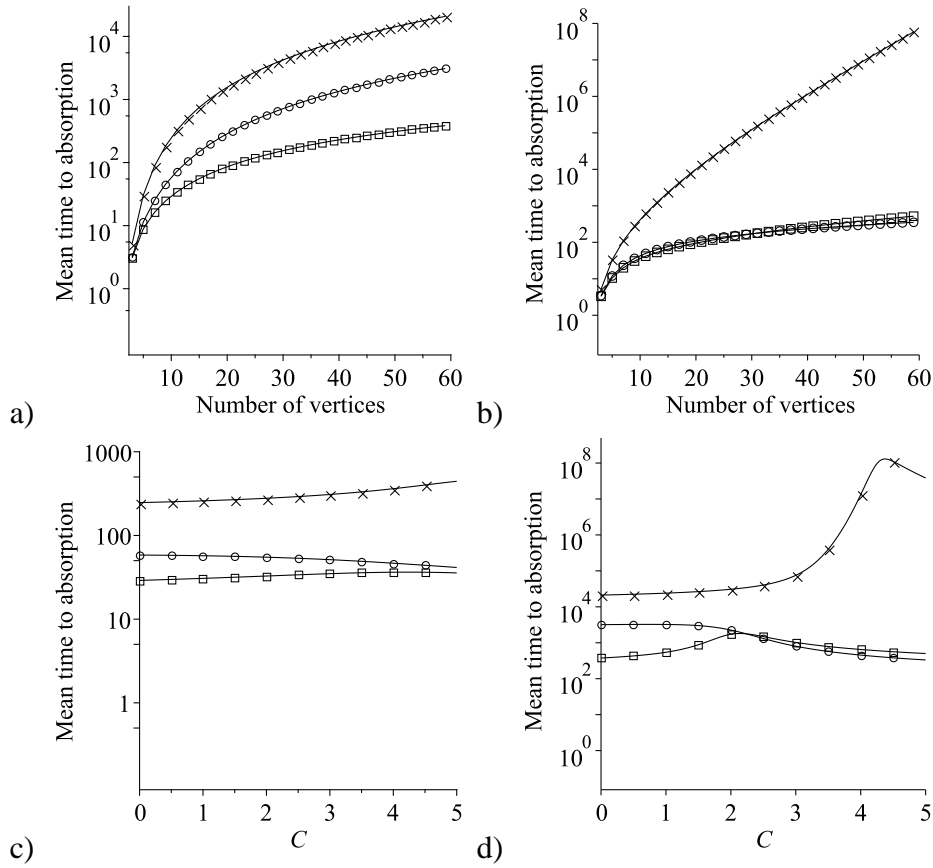 10^4
10^3
10^2
10^1
10^0
Mean time to absorption
10 20 30 40 50 60
Number of vertices
a)
10^8
10^6
10^4
10^2
10^0
Mean time to absorption
10 20 30 40 50 60
Number of vertices
b)
1000
100
10
1
Mean time to absorption
0 1 2 3 4 5
C
c)
10^8
10^6
10^4
10^2
10^0
Mean time to absorption
0 1 2 3 4 5
C
d)